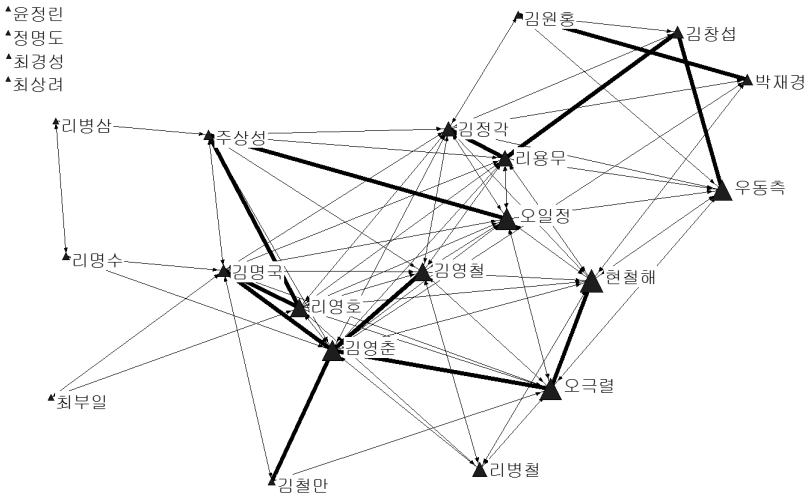 윤정린
정명도
최경성
최상려
김원홍
김창섭
박재경
리병삼
주상성
김정각
리용무
우동측
오일정
리명수
김명국
김영철
현철해
리영호
김영춘
오극렬
최부일
리병철
김철만